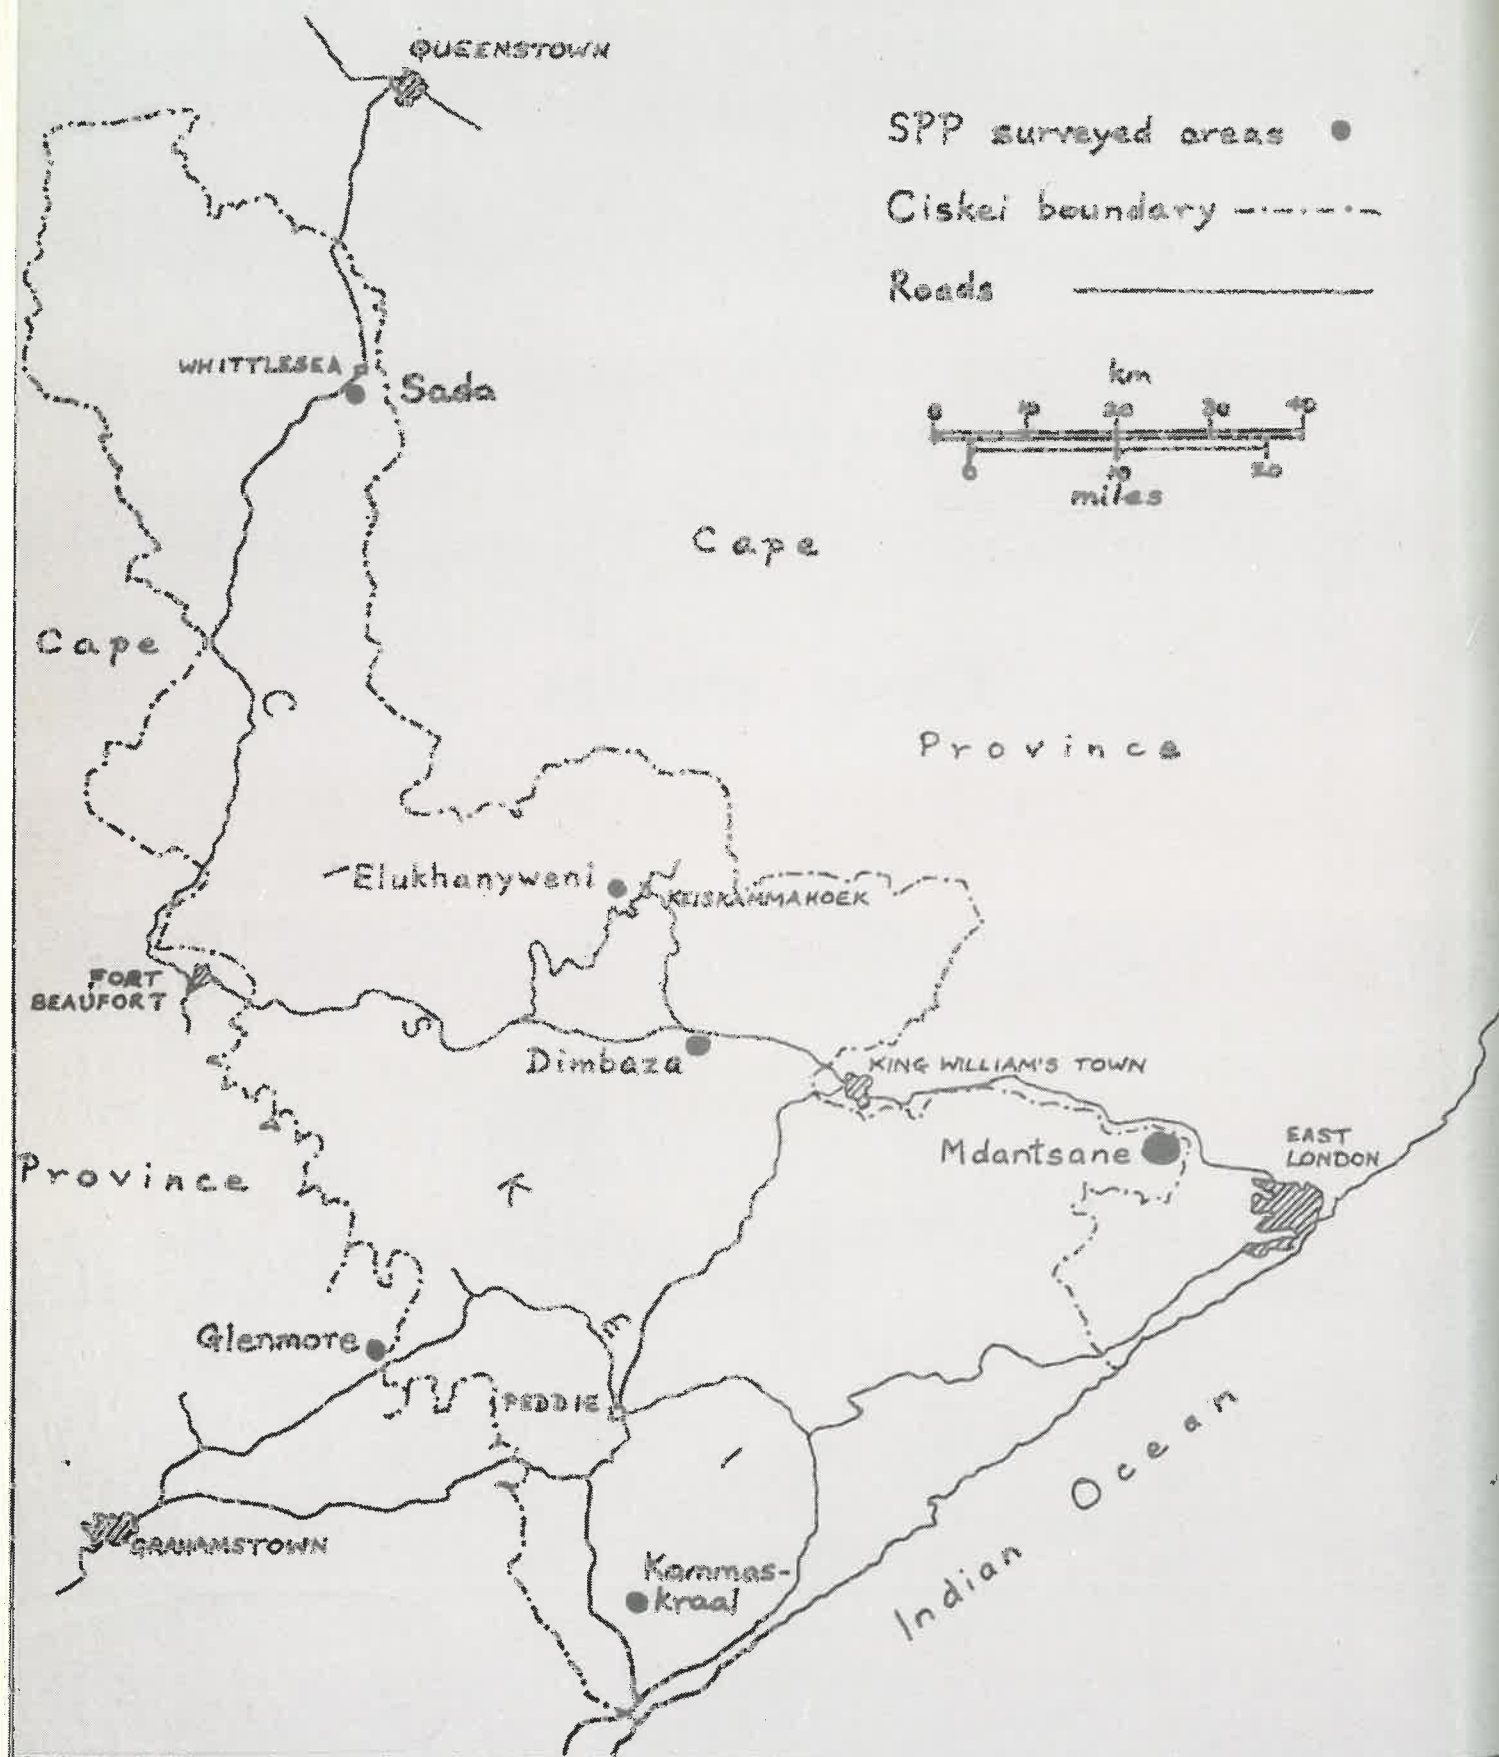 QUEENSTOWN
SPP surveyed areas
Ciskei boundary
Roads
km
0 10 20 30 40
0 10 20
miles
WHITTLESEA
Sada
Cape
Cape
Province
C
Elukhanyweni
KEISKAMMAHOEK
FORT
BEAUFORT
S
Dimbaza
KING WILLIAM'S TOWN
Mdantsane
EAST
LONDON
Province
K
Glenmore
E
PEDDIE
I
GRAHAMSTOWN
Kammas-
kraal
Indian Ocean